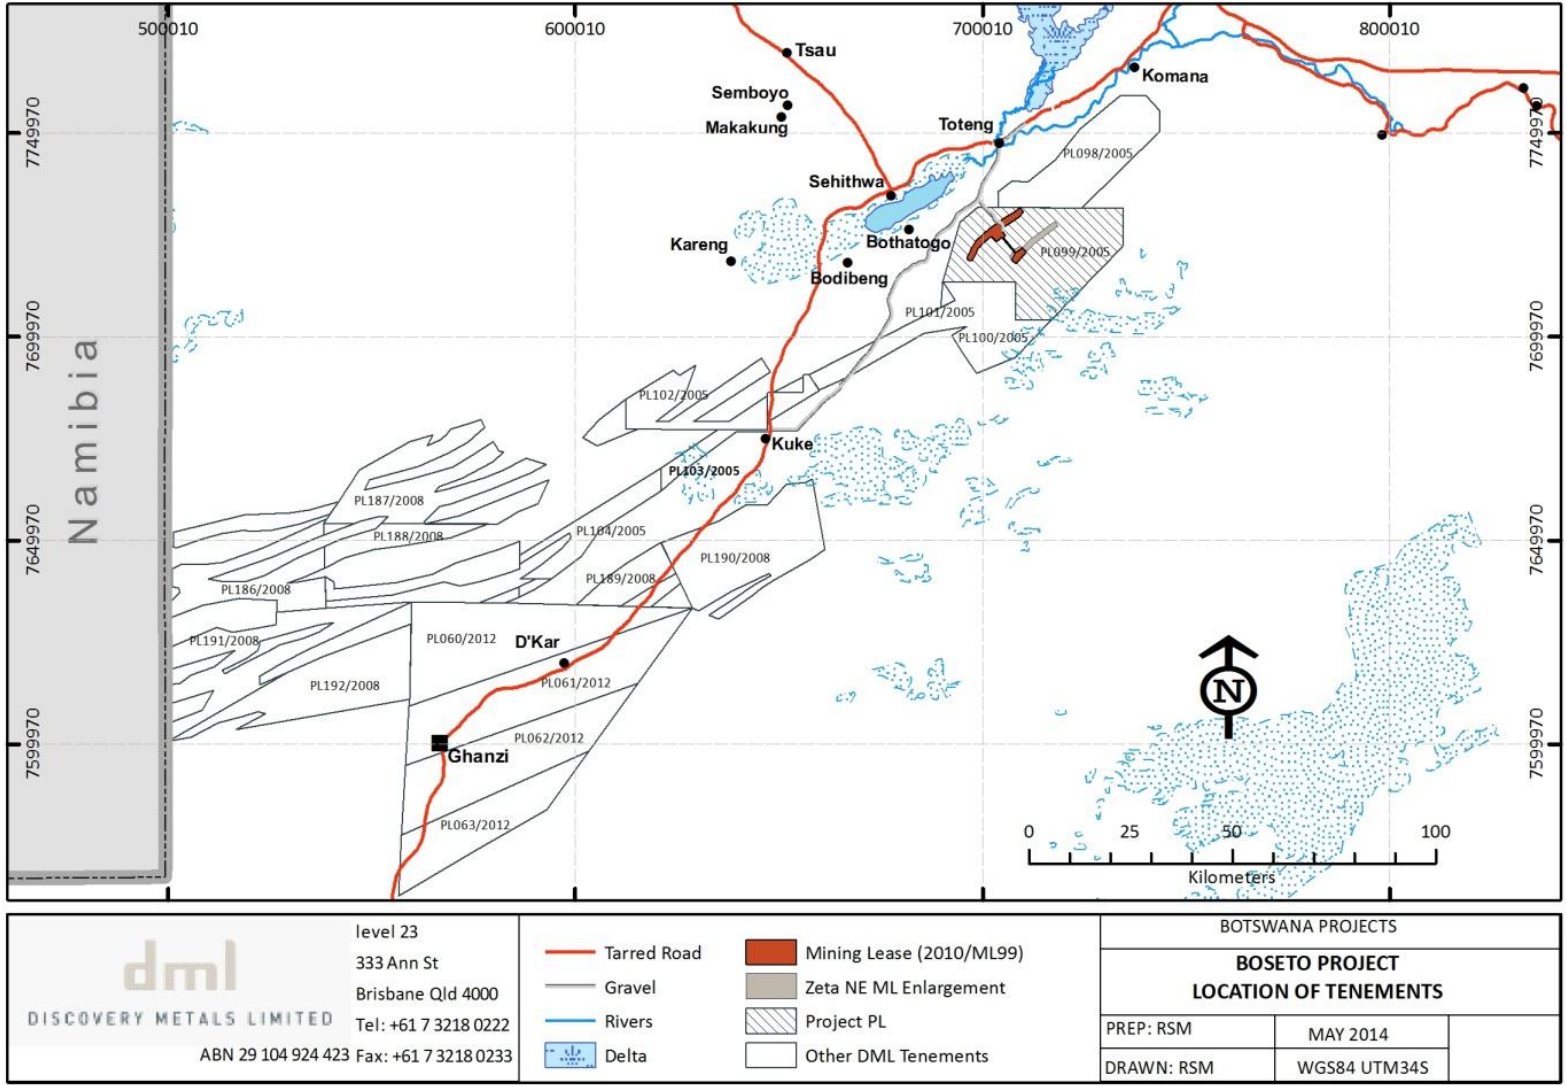 500010
600010
700010
800010
7749970
7749970
7699970
7699970
7649970
7649970
7599970
7599970
Namibia
Tsau
Semboyo
Makakung
Komana
Toteng
Sehithwa
Kareng
Bothatogo
Bodibeng
Kuke
D'Kar
Ghanzi
PL098/2005
PL099/2005
PL101/2005
PL100/2005
PL102/2005
PL103/2005
PL187/2008
PL188/2008
PL104/2005
PL190/2008
PL189/2008
PL186/2008
PL191/2008
PL192/2008
PL060/2012
PL061/2012
PL062/2012
PL063/2012
N
0 25 50 100
Kilometers
dml
DISCOVERY METALS LIMITED
level 23
333 Ann St
Brisbane Qld 4000
Tel: +61 7 3218 0222
ABN 29 104 924 423 Fax: +61 7 3218 0233
Tarred Road
Gravel
Rivers
Delta
Mining Lease (2010/ML99)
Zeta NE ML Enlargement
Project PL
Other DML Tenements
BOTSWANA PROJECTS
BOSETO PROJECT
LOCATION OF TENEMENTS
PREP: RSM
MAY 2014
DRAWN: RSM
WGS84 UTM34S